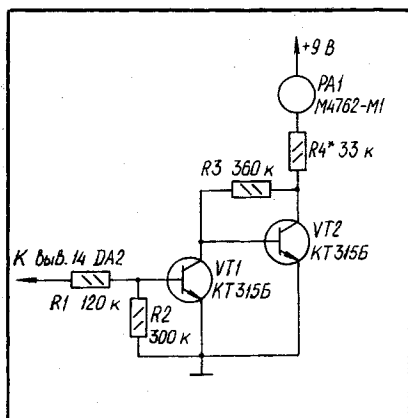 +9 В
PA1
М4762-М1
R4* 33 к
R3 360 к
VT2
КТ315Б
К выв. 14 DA2
VT1
КТ315Б
R1 120 к
R2
300 к